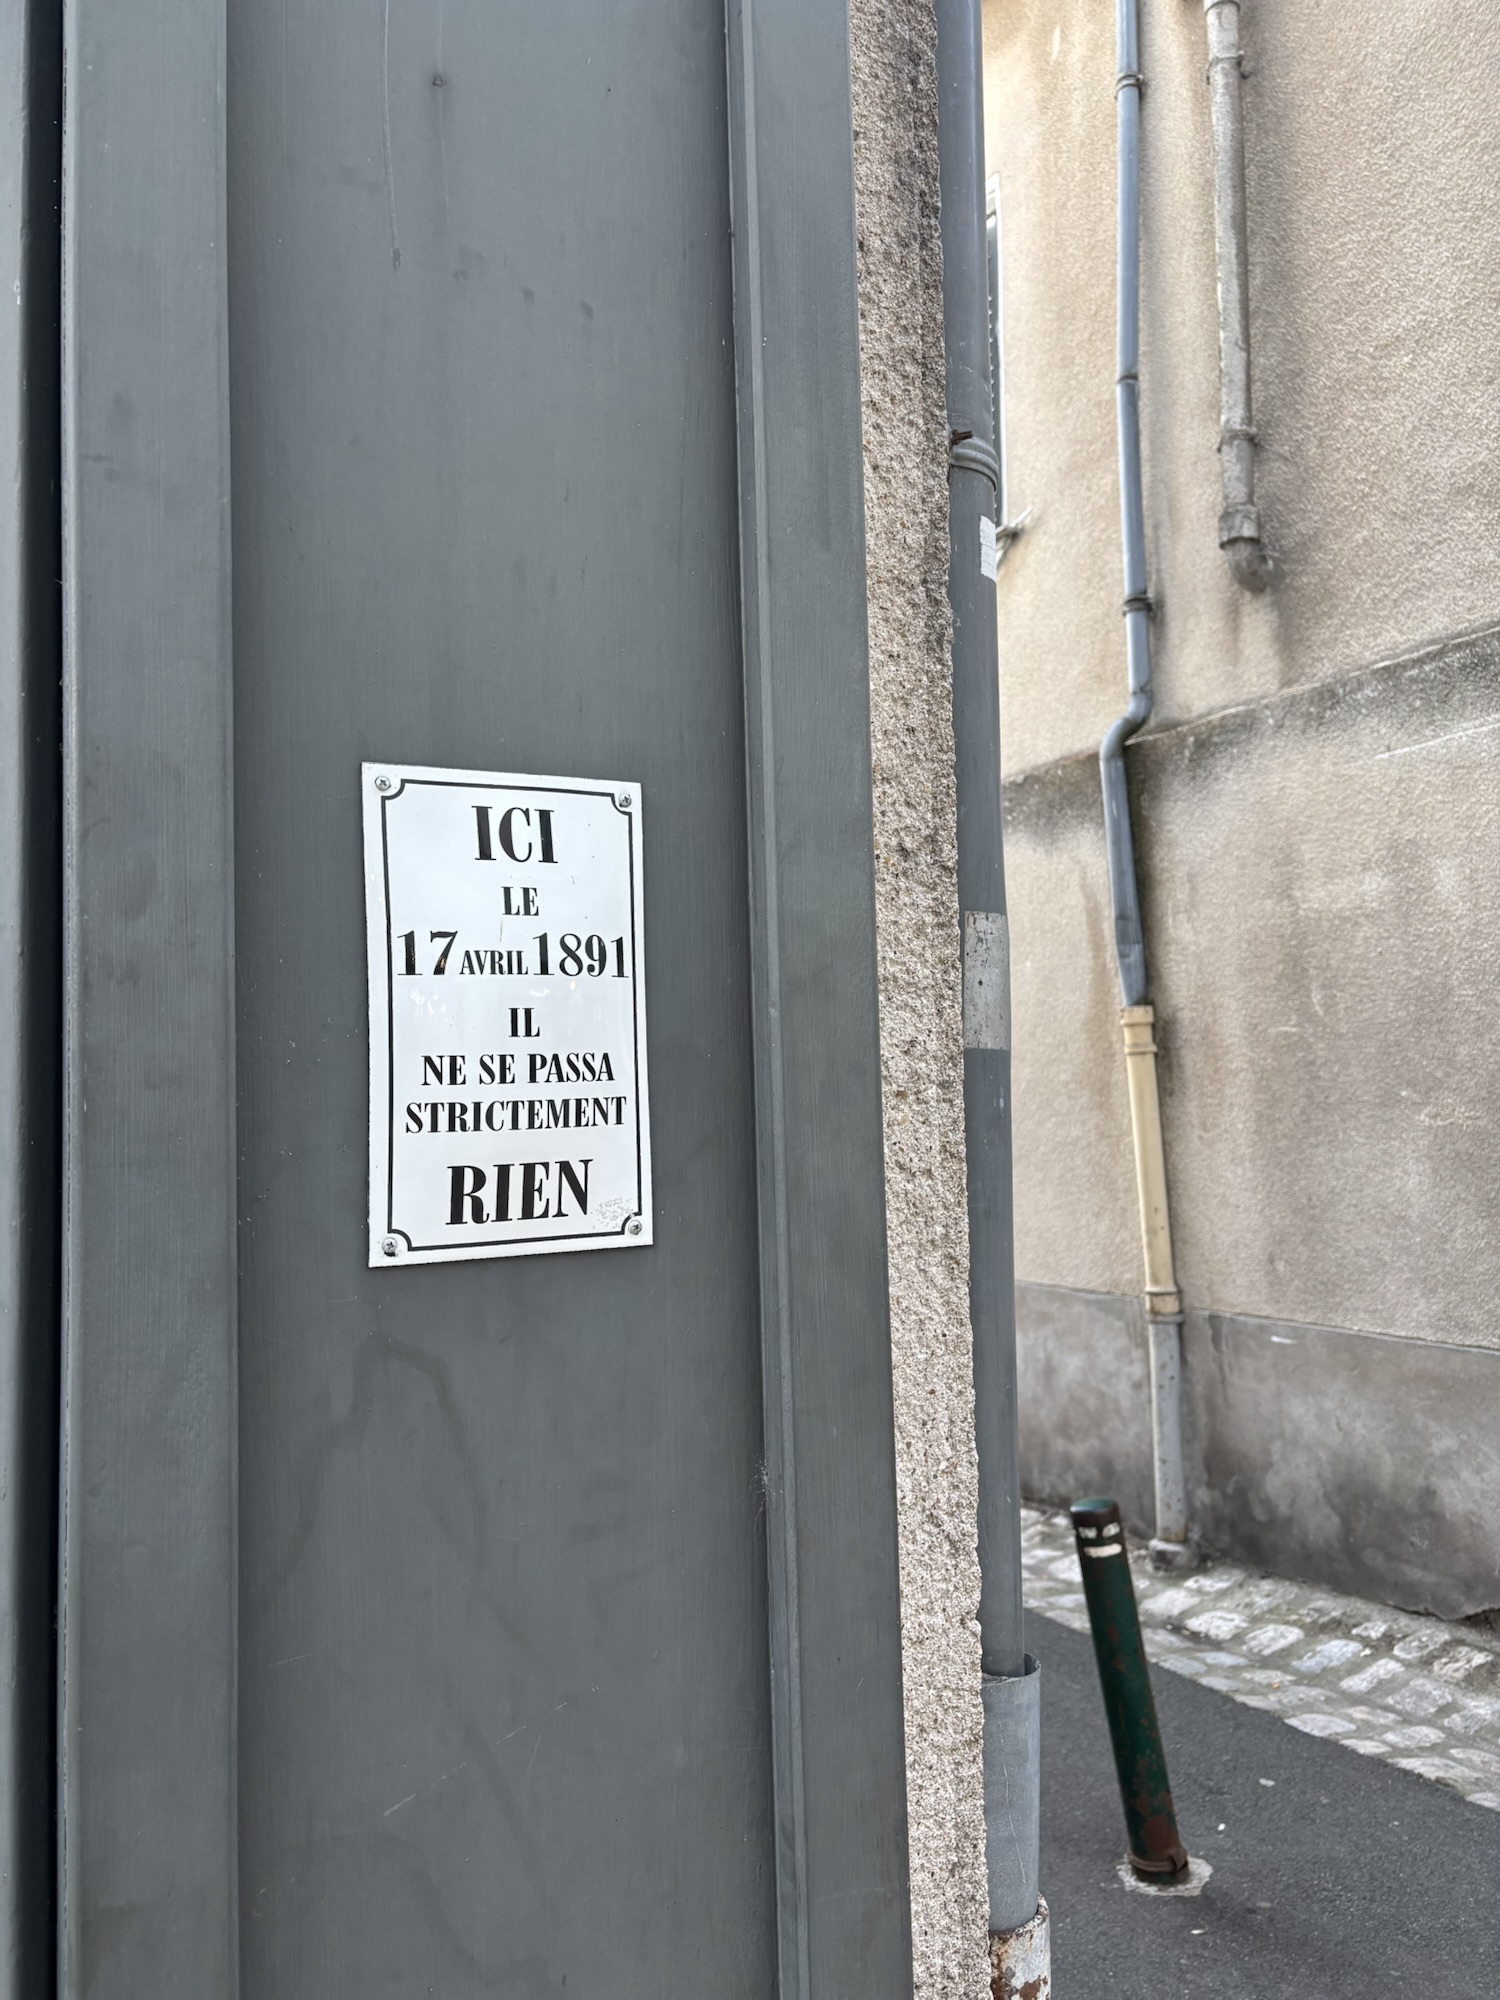 ICI
LE
17 AVRIL 1891
IL
NE SE PASSA
STRICTEMENT
RIEN